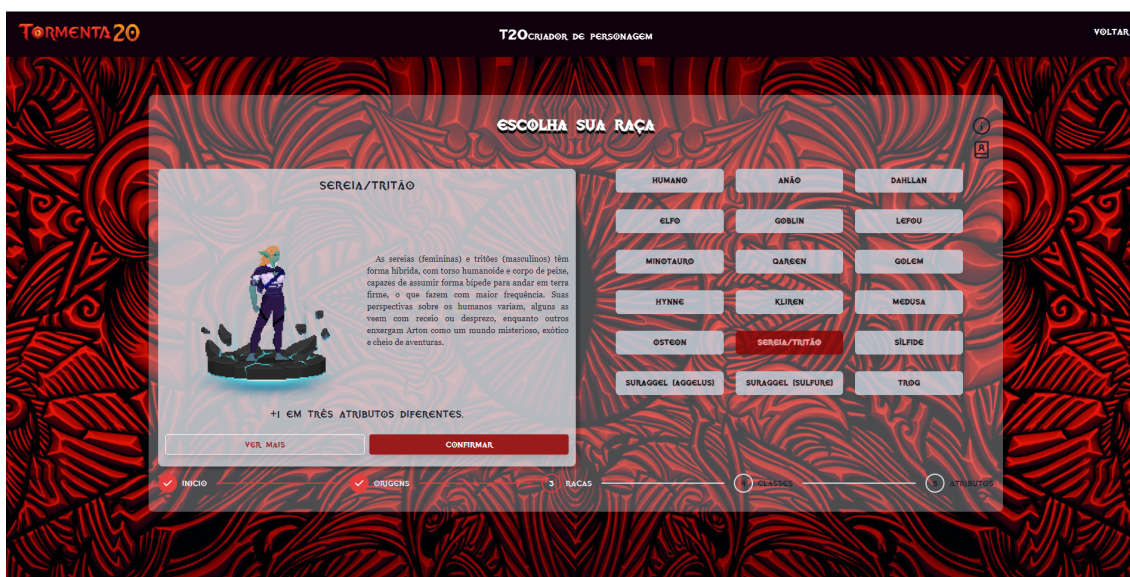 TORMENTA 20
T20CRIADOR DE PERSONAGEM
VOLTAR
ESCOLHA SUA RAÇA
SEREIA/TRITÃO
As sereias (femininas) e tritões (masculinos) têm
forma híbrida, com torso humanoide e corpo de peixe,
capazes de assumir forma bípede para andar em terra
firme, o que fazem com maior frequência. Suas
perspectivas sobre os humanos variam, alguns as
veem com receio ou desprezo, enquanto outros
enxergam Arton como um mundo misterioso, exótico
e cheio de aventuras.
+1 EM TRÊS ATRIBUTOS DIFERENTES.
VER MAIS
CONFIRMAR
HUMANO
ANÃO
DAHLLAN
ELFO
GOBLIN
LEFOU
MINOTAURO
QAREEN
GOLEM
HYNNE
KLIREN
MEDUSA
OSTEON
SEREIA/TRITÃO
SÍLFIDE
SURAGGEL (AGGELUS)
SURAGGEL (SULFURE)
TROG
INICIO
ORIGENS
3 RACAS
4 CLASSES
5 ATRIBUTOS